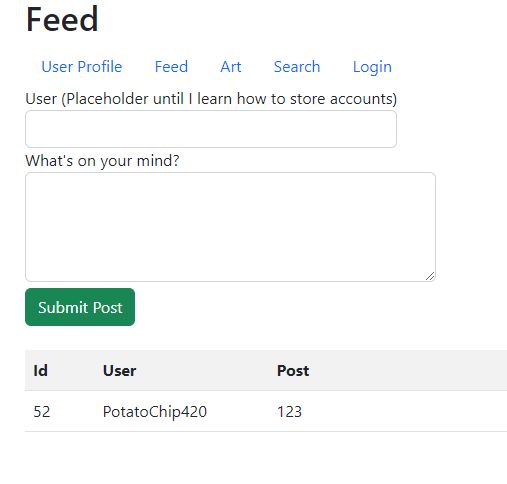 Feed
User Profile Feed Art Search Login
User (Placeholder until I learn how to store accounts)
What's on your mind?
Submit Post
Id User Post
52 PotatoChip420 123